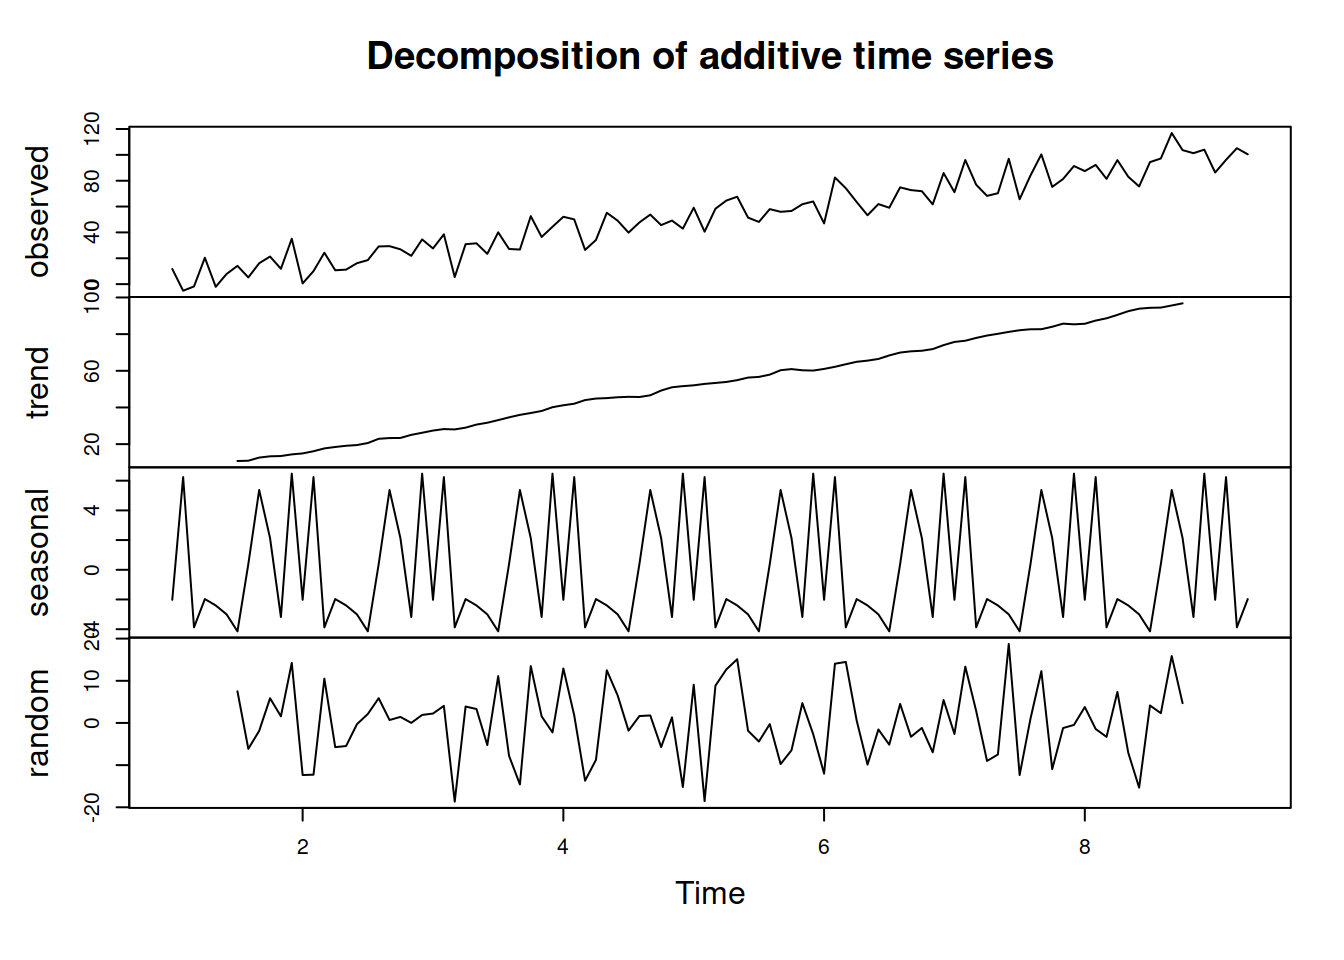 Decomposition of additive time series
observed
0 40 80 120
trend
20 60 100
seasonal
-4 0 4
random
-20 0 10 20
2 4 6 8
Time